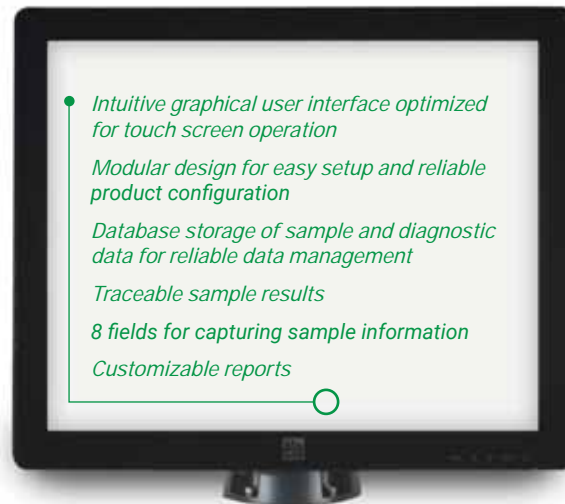 Intuitive graphical user interface optimized
for touch screen operation
Modular design for easy setup and reliable
product configuration
Database storage of sample and diagnostic
data for reliable data management
Traceable sample results
8 fields for capturing sample information
Customizable reports